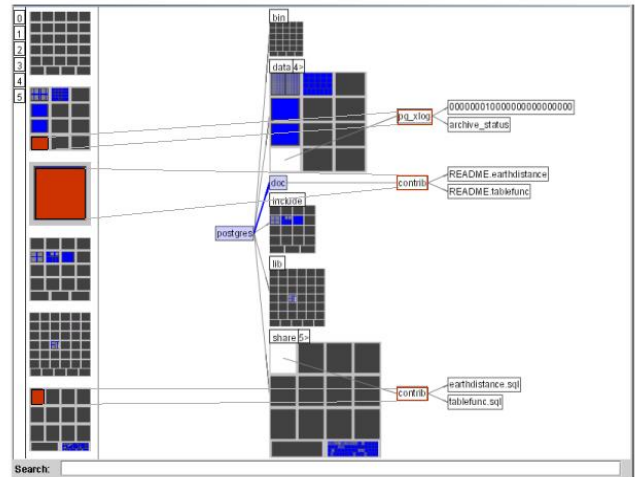 0
1
2
3
4
5
bin
data 4>
pg_xlog
000000010000000000000000
archive_status
doc
contrib
README.earthdistance
README.tablefunc
include
postgres
lib
share 5>
contrib
earthdistance.sql
tablefunc.sql
Search: